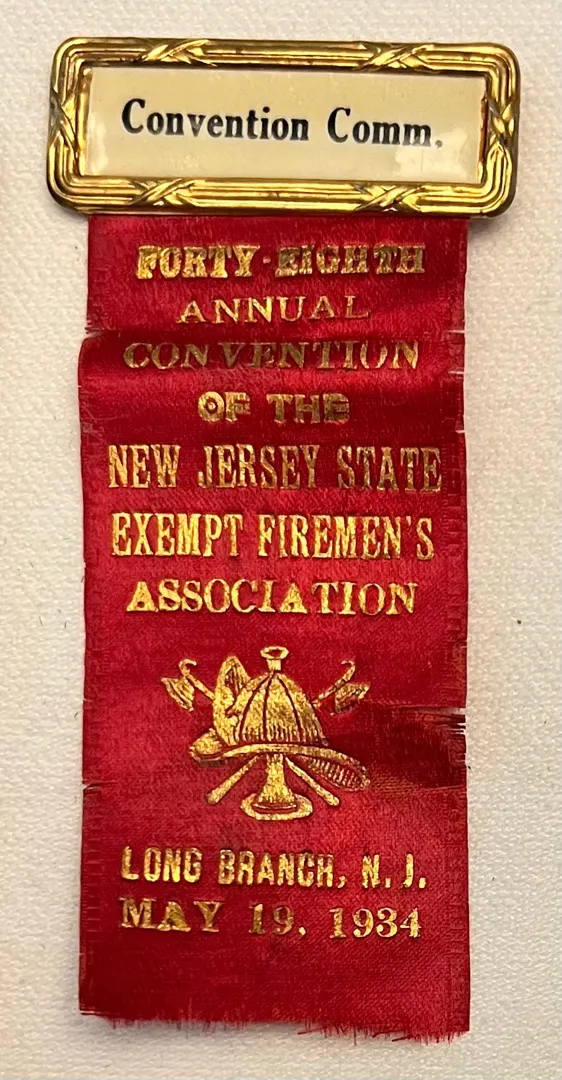 Convention Comm.
FORTY-EIGHTH
ANNUAL
CONVENTION
OF THE
NEW JERSEY STATE
EXEMPT FIREMEN'S
ASSOCIATION
LONG BRANCH, N. J.
MAY 19, 1934